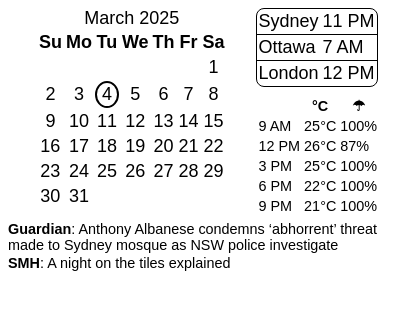 March 2025
Su Mo Tu We Th Fr Sa
1
2 3 4 5 6 7 8
9 10 11 12 13 14 15
16 17 18 19 20 21 22
23 24 25 26 27 28 29
30 31
Sydney 11 PM
Ottawa 7 AM
London 12 PM
°C ☂
9 AM 25°C 100%
12 PM 26°C 87%
3 PM 25°C 100%
6 PM 22°C 100%
9 PM 21°C 100%
Guardian: Anthony Albanese condemns ‘abhorrent’ threat
made to Sydney mosque as NSW police investigate
SMH: A night on the tiles explained